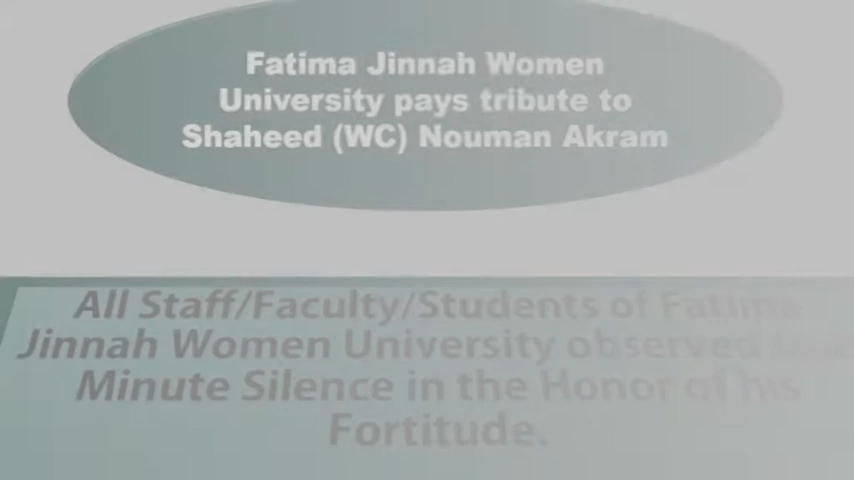 Fatima Jinnah Women
University pays tribute to
Shaheed (WC) Nouman Akram
All Staff/Faculty/Students of Fatima
Jinnah Women University observed
Minute Silence in the Honor of his
Fortitude.